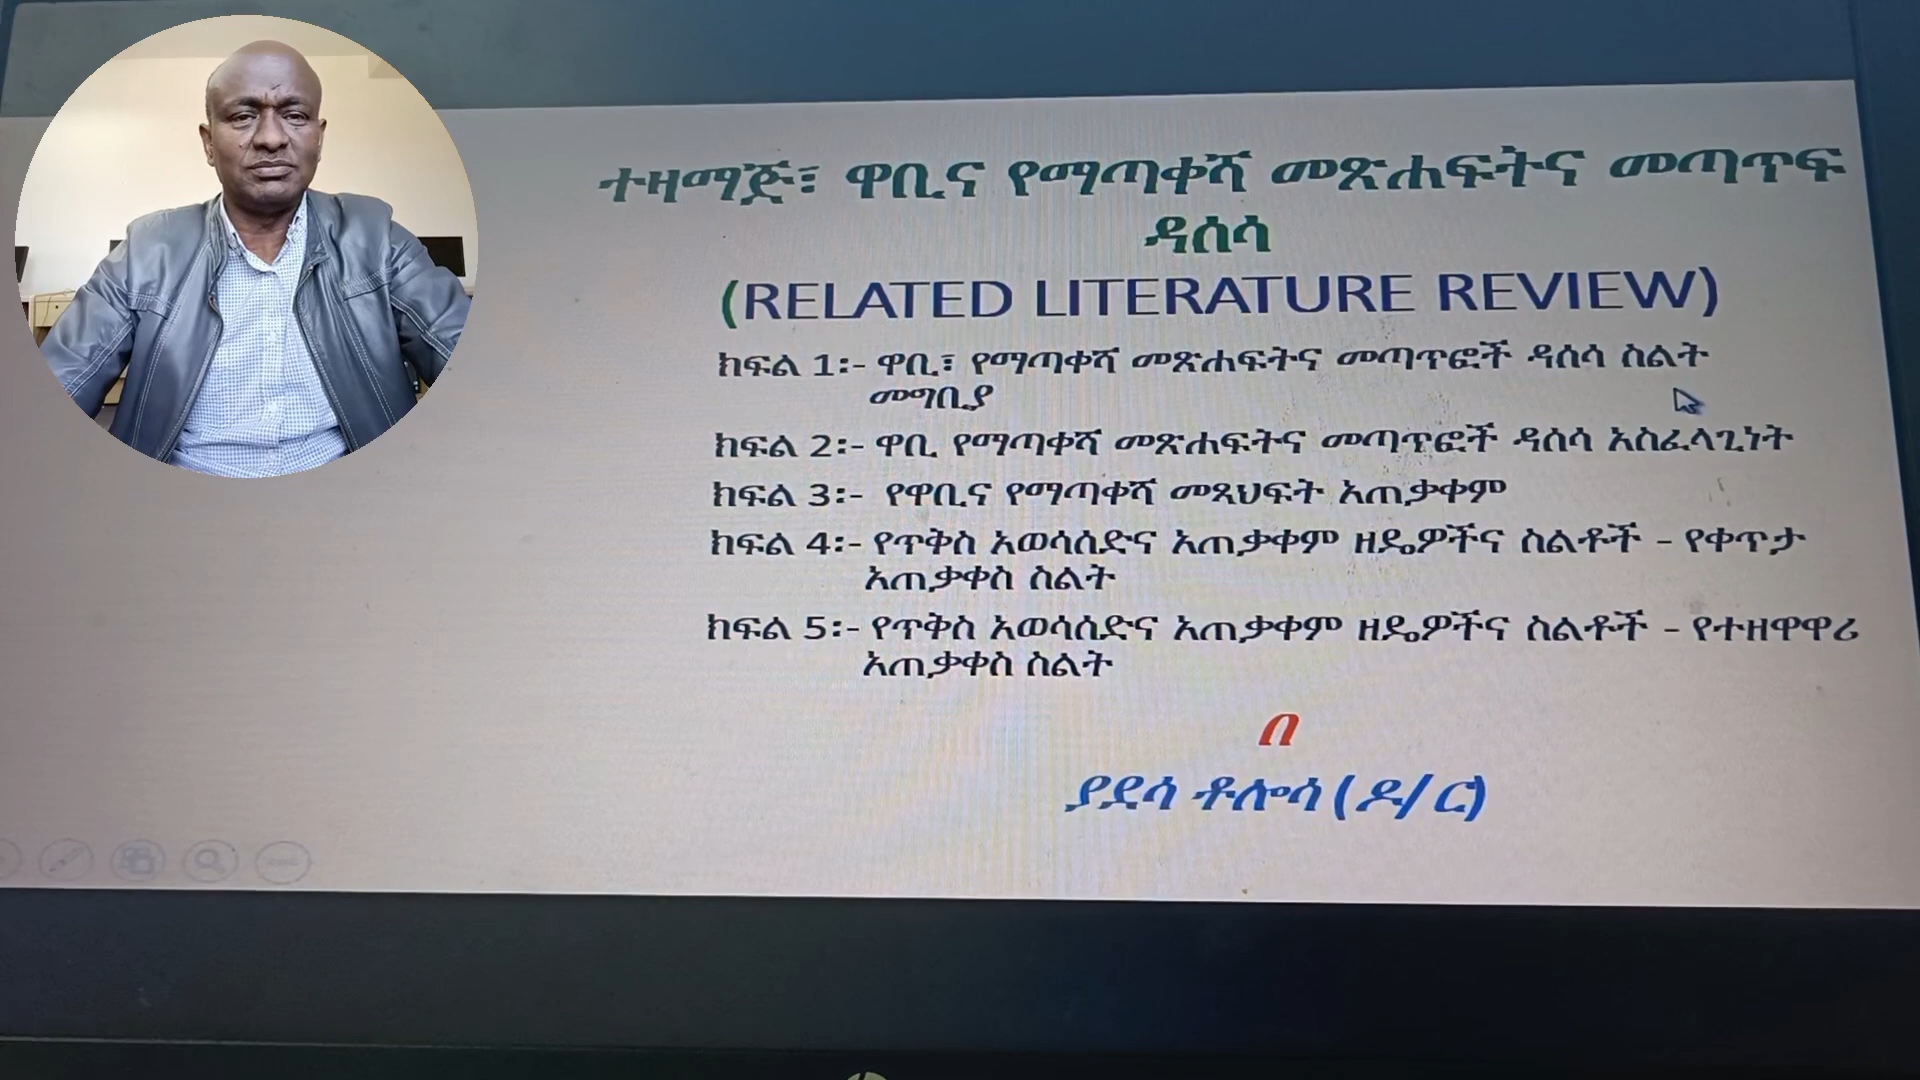 ተዛማጅ፣ ዋቢና የማጣቀሻ መጽሐፍትና መጣጥፍ
ዳሰሳ
(RELATED LITERATURE REVIEW)
ክፍል 1፡- ዋቢ፣ የማጣቀሻ መጽሐፍትና መጣጥፎች ዳሰሳ ስልት
መግቢያ
ክፍል 2፡- ዋቢ የማጣቀሻ መጽሐፍትና መጣጥፎች ዳሰሳ አስፈላጊነት
ክፍል 3፡- የዋቢና የማጣቀሻ መጻህፍት አጠቃቀም
ክፍል 4፡- የጥቅስ አወሳሰድና አጠቃቀም ዘዴዎችና ስልቶች - የቀጥታ
አጠቃቀስ ስልት
ክፍል 5፡- የጥቅስ አወሳሰድና አጠቃቀም ዘዴዎችና ስልቶች - የተዘዋዋሪ
አጠቃቀስ ስልት
በ
ያደሳ ቶሎሳ (ዶ/ር)